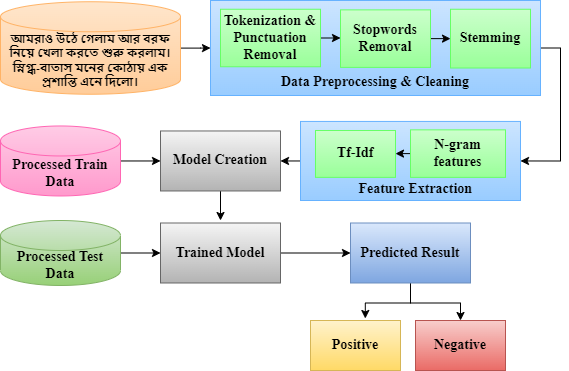 আমরাও উঠে গেলাম আর বরফ
নিয়ে খেলা করতে শুরু করলাম।
স্নিগ্ধ-বাতাস মনের কোঠায় এক
প্রশান্তি এনে দিলো।
Tokenization &
Punctuation
Removal
Stopwords
Removal
Stemming
Data Preprocessing & Cleaning
Processed Train
Data
Model Creation
Tf-Idf
N-gram
features
Feature Extraction
Processed Test
Data
Trained Model
Predicted Result
Positive
Negative